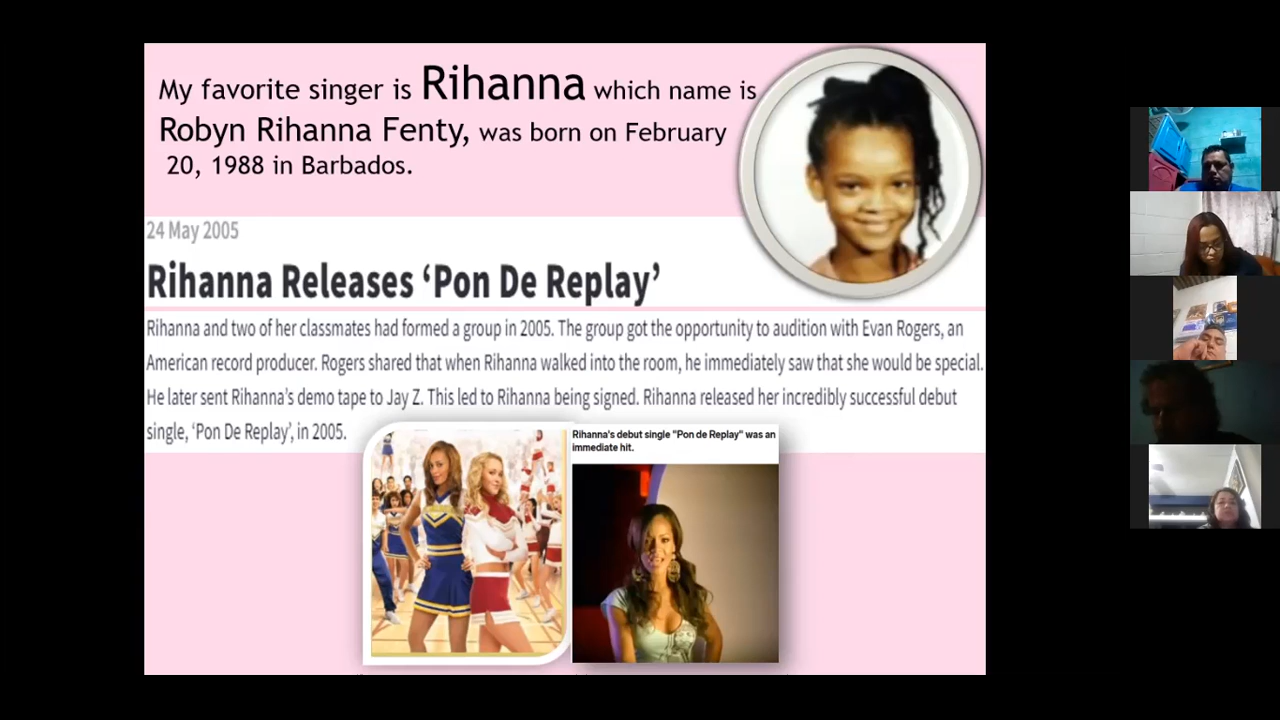 My favorite singer is Rihanna which name is
Robyn Rihanna Fenty, was born on February
20, 1988 in Barbados.
24 May 2005
Rihanna Releases ‘Pon De Replay’
Rihanna and two of her classmates had formed a group in 2005. The group got the opportunity to audition with Evan Rogers, an
American record producer. Rogers shared that when Rihanna walked into the room, he immediately saw that she would be special.
He later sent Rihanna’s demo tape to Jay Z. This led to Rihanna being signed. Rihanna released her incredibly successful debut
single, ‘Pon De Replay’, in 2005.
Rihanna's debut single "Pon de Replay" was an
immediate hit.